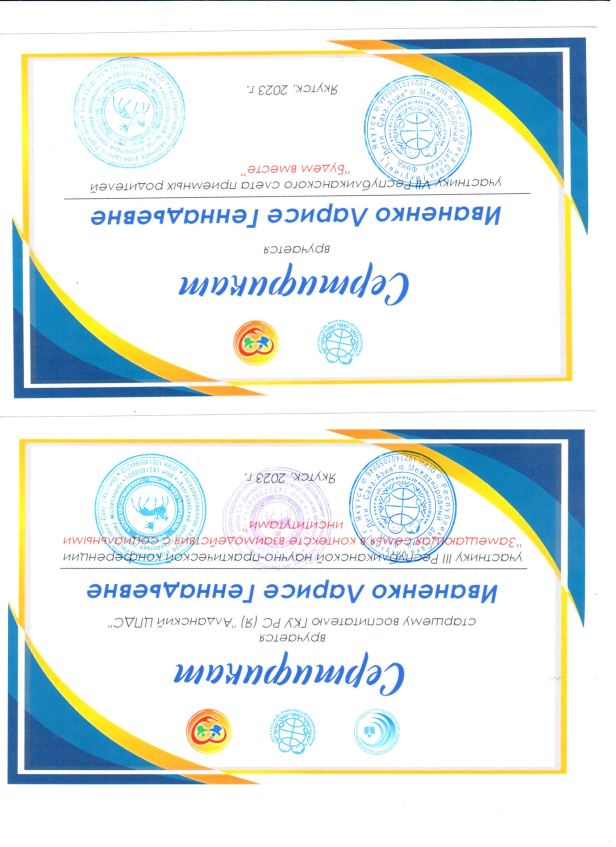 Сертификат
вручается
старшему воспитателю ГКУ РС (Я) "Алданский ЦПДС"
Иваненко Ларисе Геннадьевне
участнику III Республиканской научно-практической конференции
"Замещающая семья в контексте взаимодействия с социальными
инситутами"
Якутск, 2023 г.
Сертификат
вручается
Иваненко Ларисе Геннадьевне
участнику VII Республиканского слета приемных родителей
"Будем вместе"
Якутск, 2023 г.